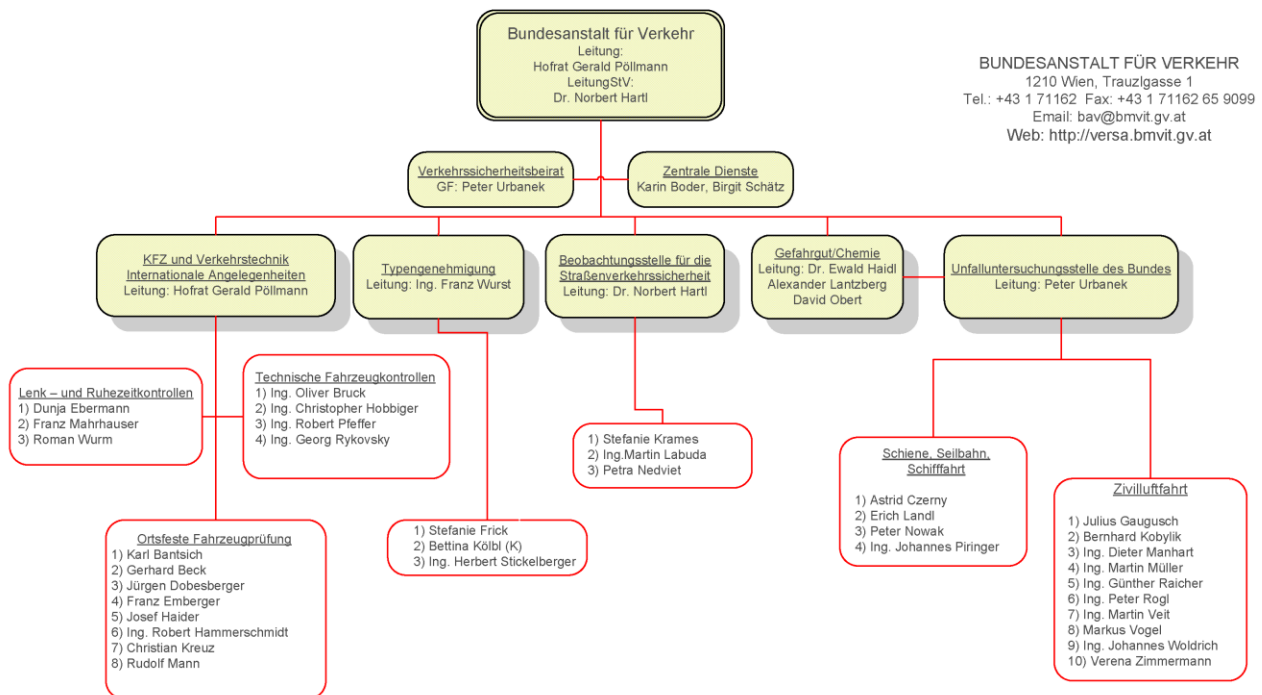 Bundesanstalt für Verkehr
Leitung:
Hofrat Gerald Pöllmann
LeitungStV:
Dr. Norbert Hartl
BUNDESANSTALT FÜR VERKEHR
1210 Wien, Trauzlgasse 1
Tel.: +43 1 71162  Fax: +43 1 71162 65 9099
Email: bav@bmvit.gv.at
Web: http://versa.bmvit.gv.at
Verkehrssicherheitsbeirat
GF: Peter Urbanek
Zentrale Dienste
Karin Boder, Birgit Schätz
KFZ und Verkehrstechnik
Internationale Angelegenheiten
Leitung: Hofrat Gerald Pöllmann
Typengenehmigung
Leitung: Ing. Franz Wurst
Beobachtungsstelle für die
Straßenverkehrssicherheit
Leitung: Dr. Norbert Hartl
Gefahrgut/Chemie
Leitung: Dr. Ewald Haidl
Alexander Lantzberg
David Obert
Unfalluntersuchungsstelle des Bundes
Leitung: Peter Urbanek
Lenk – und Ruhezeitkontrollen
1) Dunja Ebermann
2) Franz Mahrhauser
3) Roman Wurm
Technische Fahrzeugkontrollen
1) Ing. Oliver Bruck
2) Ing. Christopher Hobbiger
3) Ing. Robert Pfeffer
4) Ing. Georg Rykovsky
Ortsfeste Fahrzeugprüfung
1) Karl Bantsich
2) Gerhard Beck
3) Jürgen Dobesberger
4) Franz Emberger
5) Josef Haider
6) Ing. Robert Hammerschmidt
7) Christian Kreuz
8) Rudolf Mann
1) Stefanie Frick
2) Bettina Kölbl (K)
3) Ing. Herbert Stickelberger
1) Stefanie Krames
2) Ing.Martin Labuda
3) Petra Nedviet
Schiene, Seilbahn,
Schifffahrt
1) Astrid Czerny
2) Erich Landl
3) Peter Nowak
4) Ing. Johannes Piringer
Zivilluftfahrt
1) Julius Gaugusch
2) Bernhard Kobylik
3) Ing. Dieter Manhart
4) Ing. Martin Müller
5) Ing. Günther Raicher
6) Ing. Peter Rogl
7) Ing. Martin Veit
8) Markus Vogel
9) Ing. Johannes Woldrich
10) Verena Zimmermann